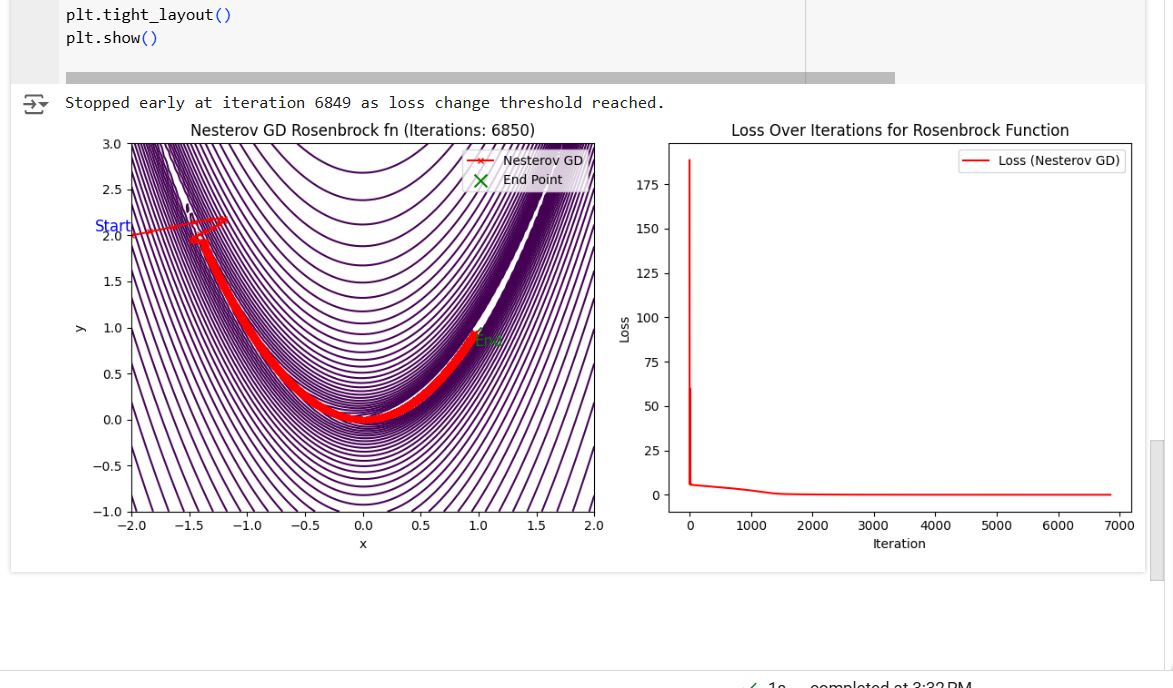 plt.tight_layout()
plt.show()
Stopped early at iteration 6849 as loss change threshold reached.
Nesterov GD Rosenbrock fn (Iterations: 6850)
3.0
2.5
2.0
1.5
1.0
0.5
0.0
−0.5
−1.0
y
Start
Nesterov GD
End Point
End
−2.0 −1.5 −1.0 −0.5 0.0 0.5 1.0 1.5 2.0
x
Loss Over Iterations for Rosenbrock Function
Loss (Nesterov GD)
175
150
125
100
75
50
25
0
Loss
0 1000 2000 3000 4000 5000 6000 7000
Iteration
completed at 3:32 PM